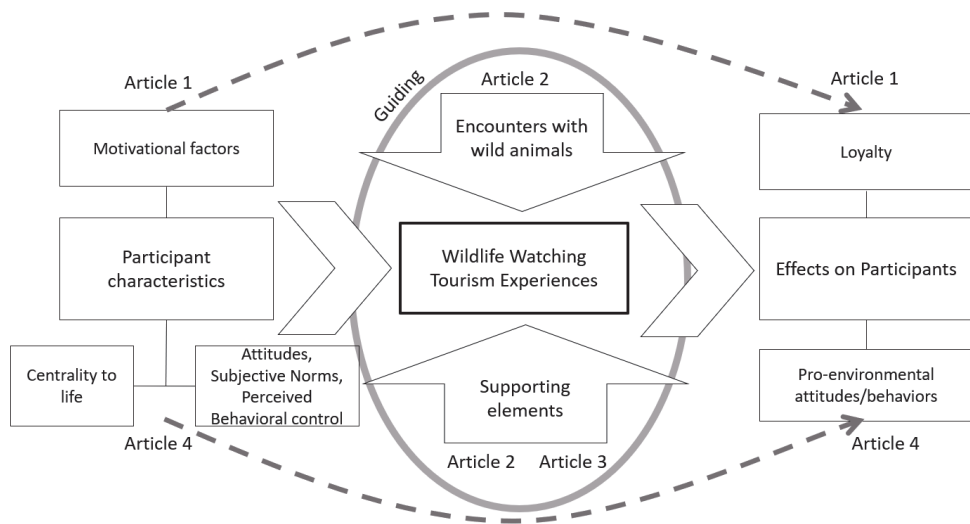 Article 1
Motivational factors
Participant
characteristics
Centrality to
life
Attitudes,
Subjective Norms,
Perceived
Behavioral control
Article 4
Guiding
Article 2
Encounters with
wild animals
Wildlife Watching
Tourism Experiences
Supporting
elements
Article 2
Article 3
Article 1
Loyalty
Effects on Participants
Pro-environmental
attitudes/behaviors
Article 4